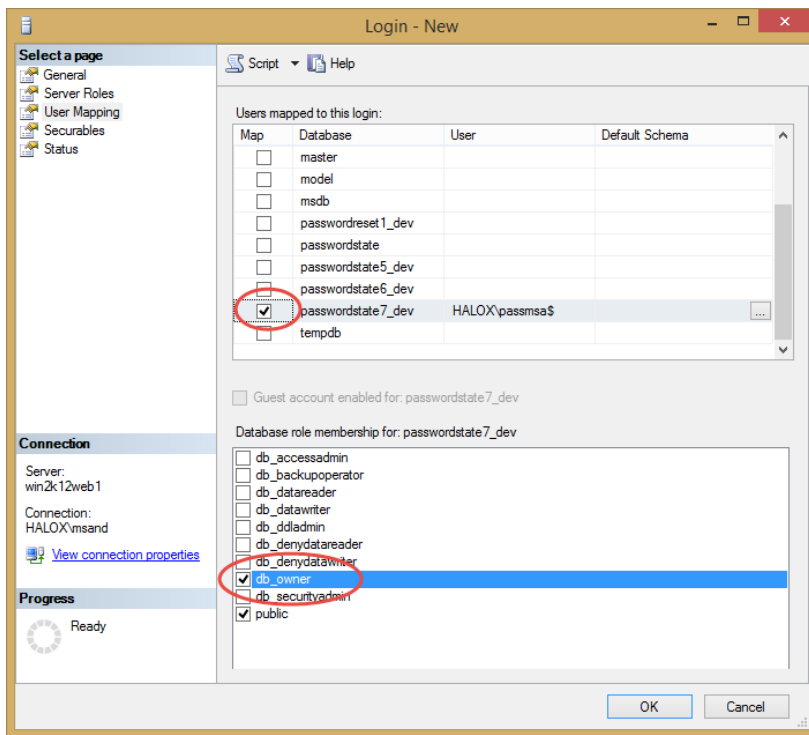 Login - New
Select a page
General
Server Roles
User Mapping
Securables
Status
Script Help
Users mapped to this login:
Map Database User Default Schema
master
model
msdb
passwordreset1_dev
passwordstate
passwordstate5_dev
passwordstate6_dev
passwordstate7_dev HALOX\passmsa$ ...
tempdb
Guest account enabled for: passwordstate7_dev
Database role membership for: passwordstate7_dev
db_accessadmin
db_backupoperator
db_datareader
db_datawriter
db_ddladmin
db_denydatareader
db_denydatawriter
db_owner
db_securityadmin
public
Connection
Server:
win2k12web1
Connection:
HALOX\msand
View connection properties
Progress
Ready
OK Cancel